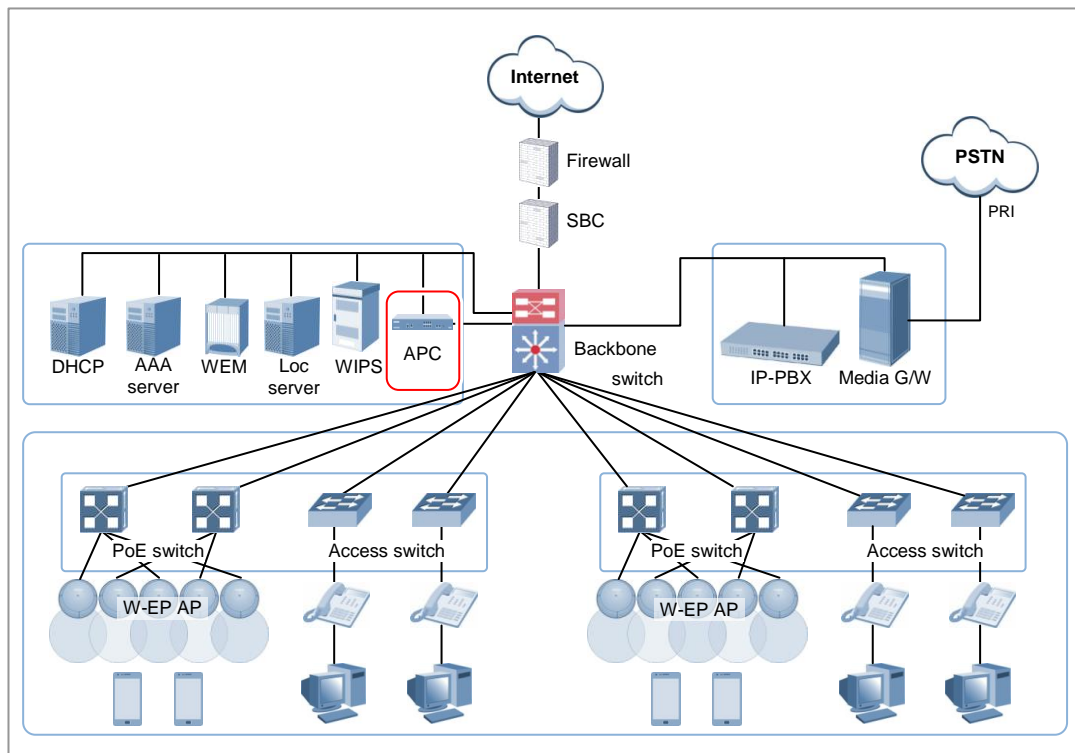 Internet
Firewall
PSTN
SBC
PRI
DHCP
AAA
server
WEM
Loc
server
WIPS
APC
Backbone
switch
IP-PBX
Media G/W
PoE switch
Access switch
PoE switch
Access switch
W-EP AP
W-EP AP